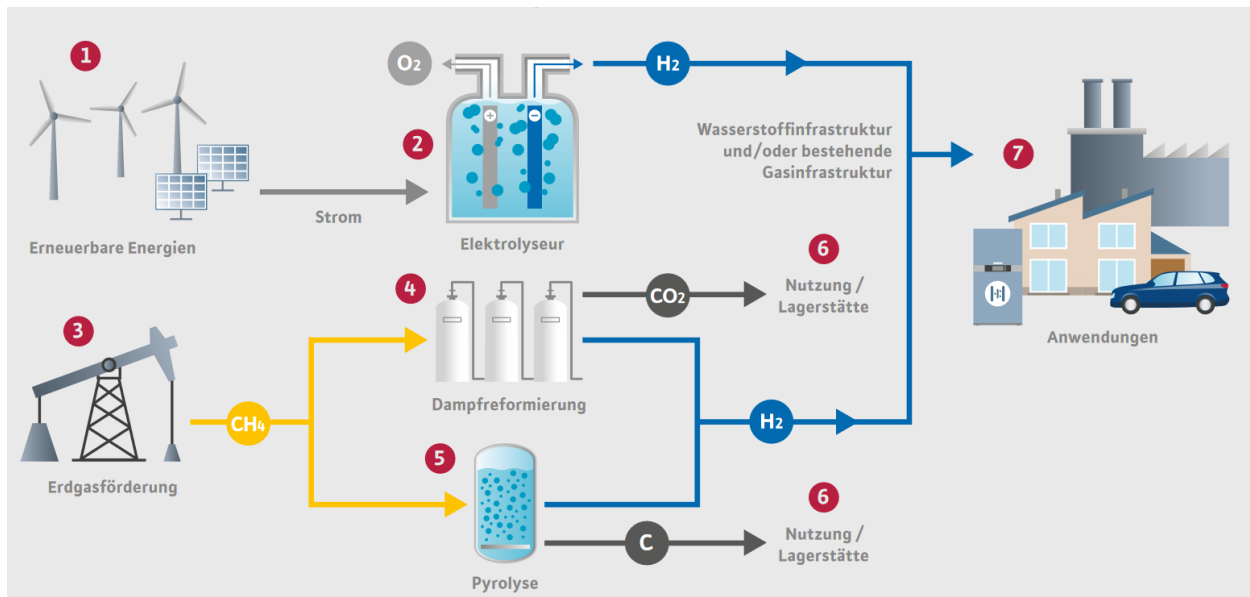 1
O₂
H₂
+
−
2
Wasserstoffinfrastruktur
und/oder bestehende
Gasinfrastruktur
7
Strom
Erneuerbare Energien
Elektrolyseur
6
4
CO₂
Nutzung /
Lagerstätte
H₂
3
Anwendungen
Dampfreformierung
CH₄
H₂
5
Erdgasförderung
6
C
Nutzung /
Lagerstätte
Pyrolyse